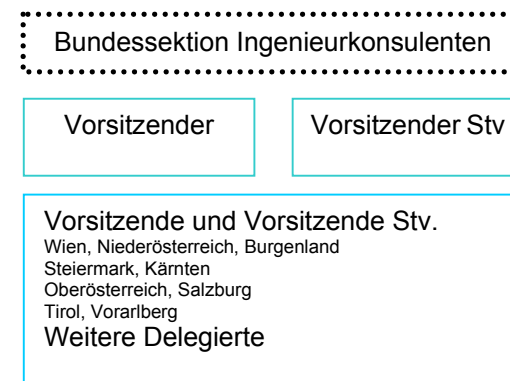 Bundessektion Ingenieurkonsulenten
Vorsitzender
Vorsitzender Stv
Vorsitzende und Vorsitzende Stv.
Wien, Niederösterreich, Burgenland
Steiermark, Kärnten
Oberösterreich, Salzburg
Tirol, Vorarlberg
Weitere Delegierte